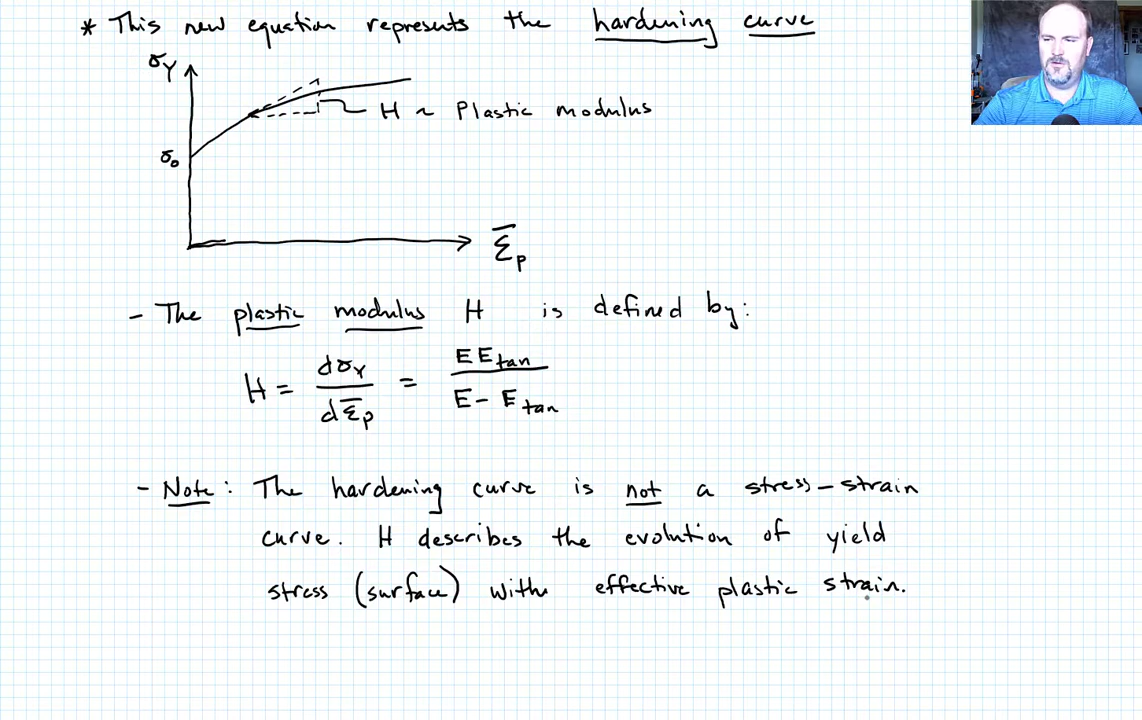 * This new equation represents the hardening curve
σY
H ~ Plastic modulus
σ0
ε̅p
- The plastic modulus H is defined by:
H = dσY/dε̅p = EEtan/E - Etan
- Note: The hardening curve is not a stress-strain
curve. H describes the evolution of yield
stress (surface) with effective plastic strain.